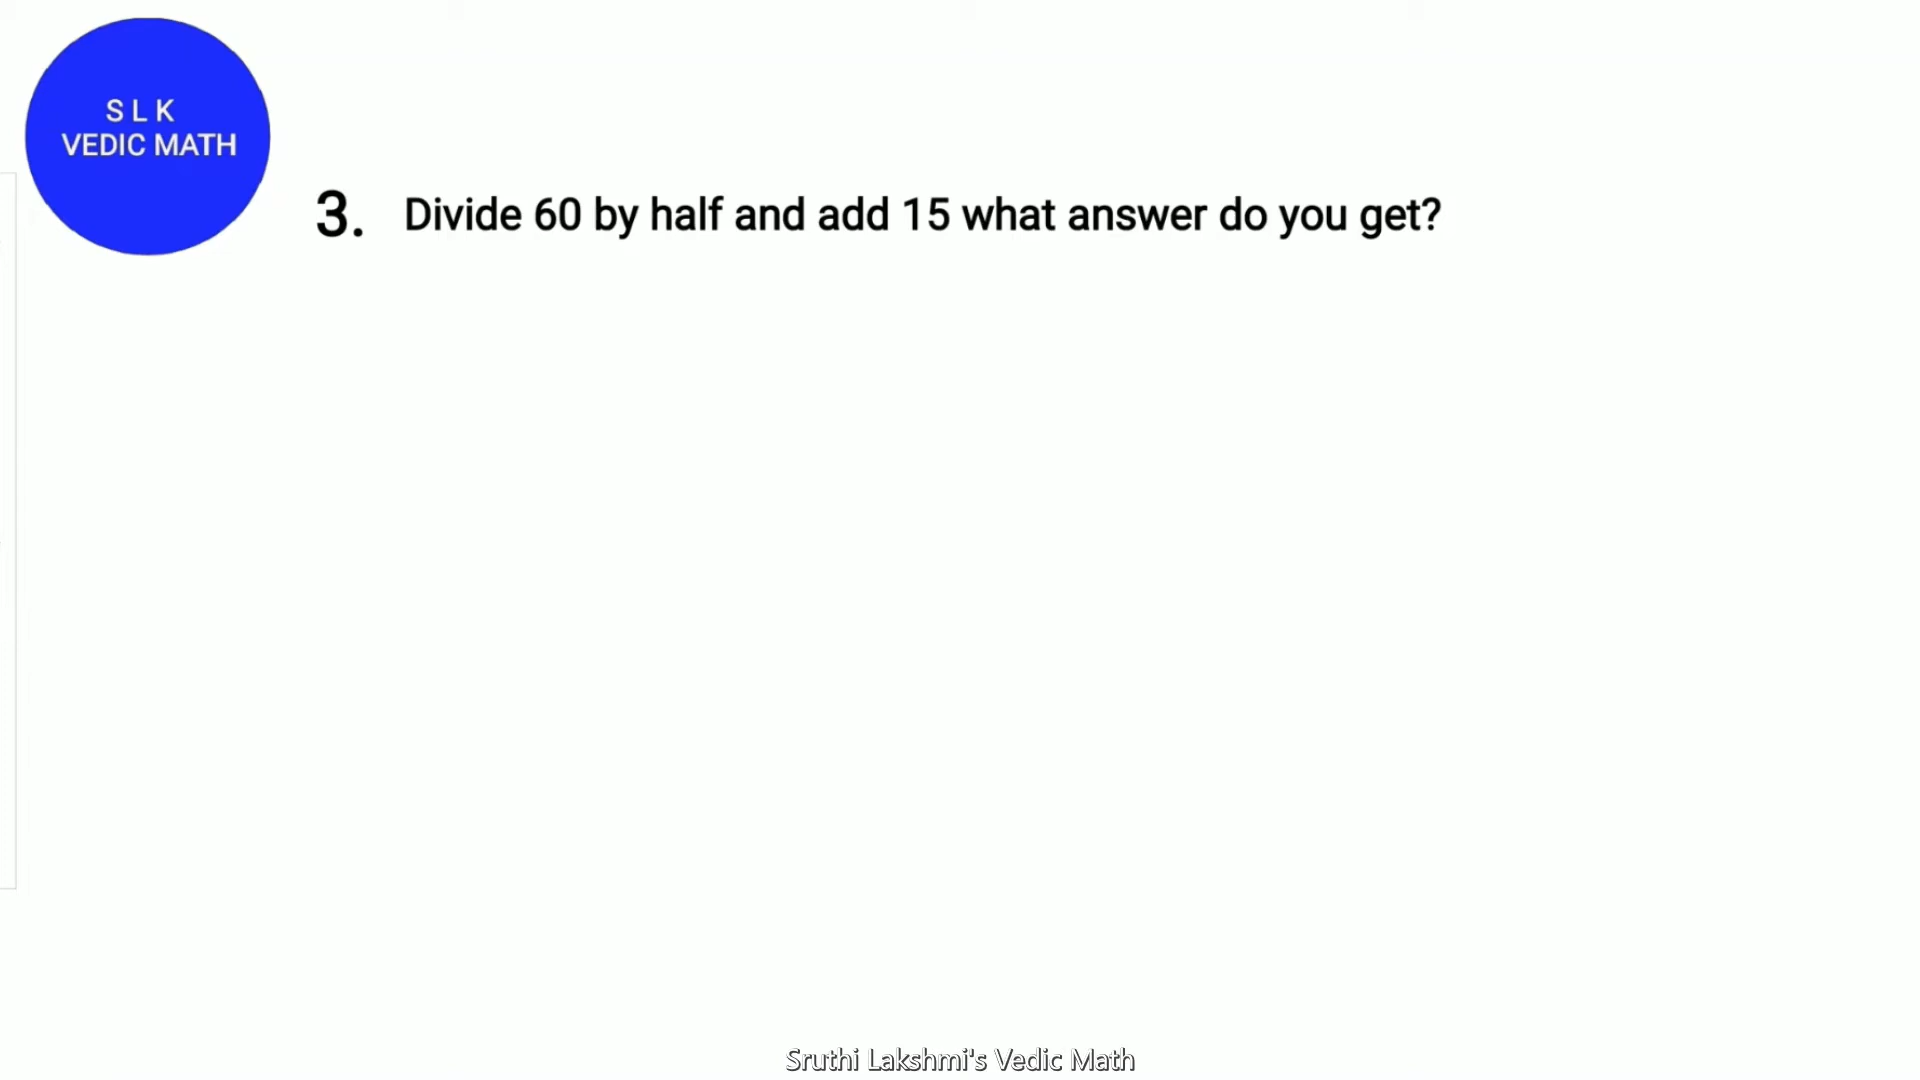 S L K
VEDIC MATH
3. Divide 60 by half and add 15 what answer do you get?
Sruthi Lakshmi's Vedic Math